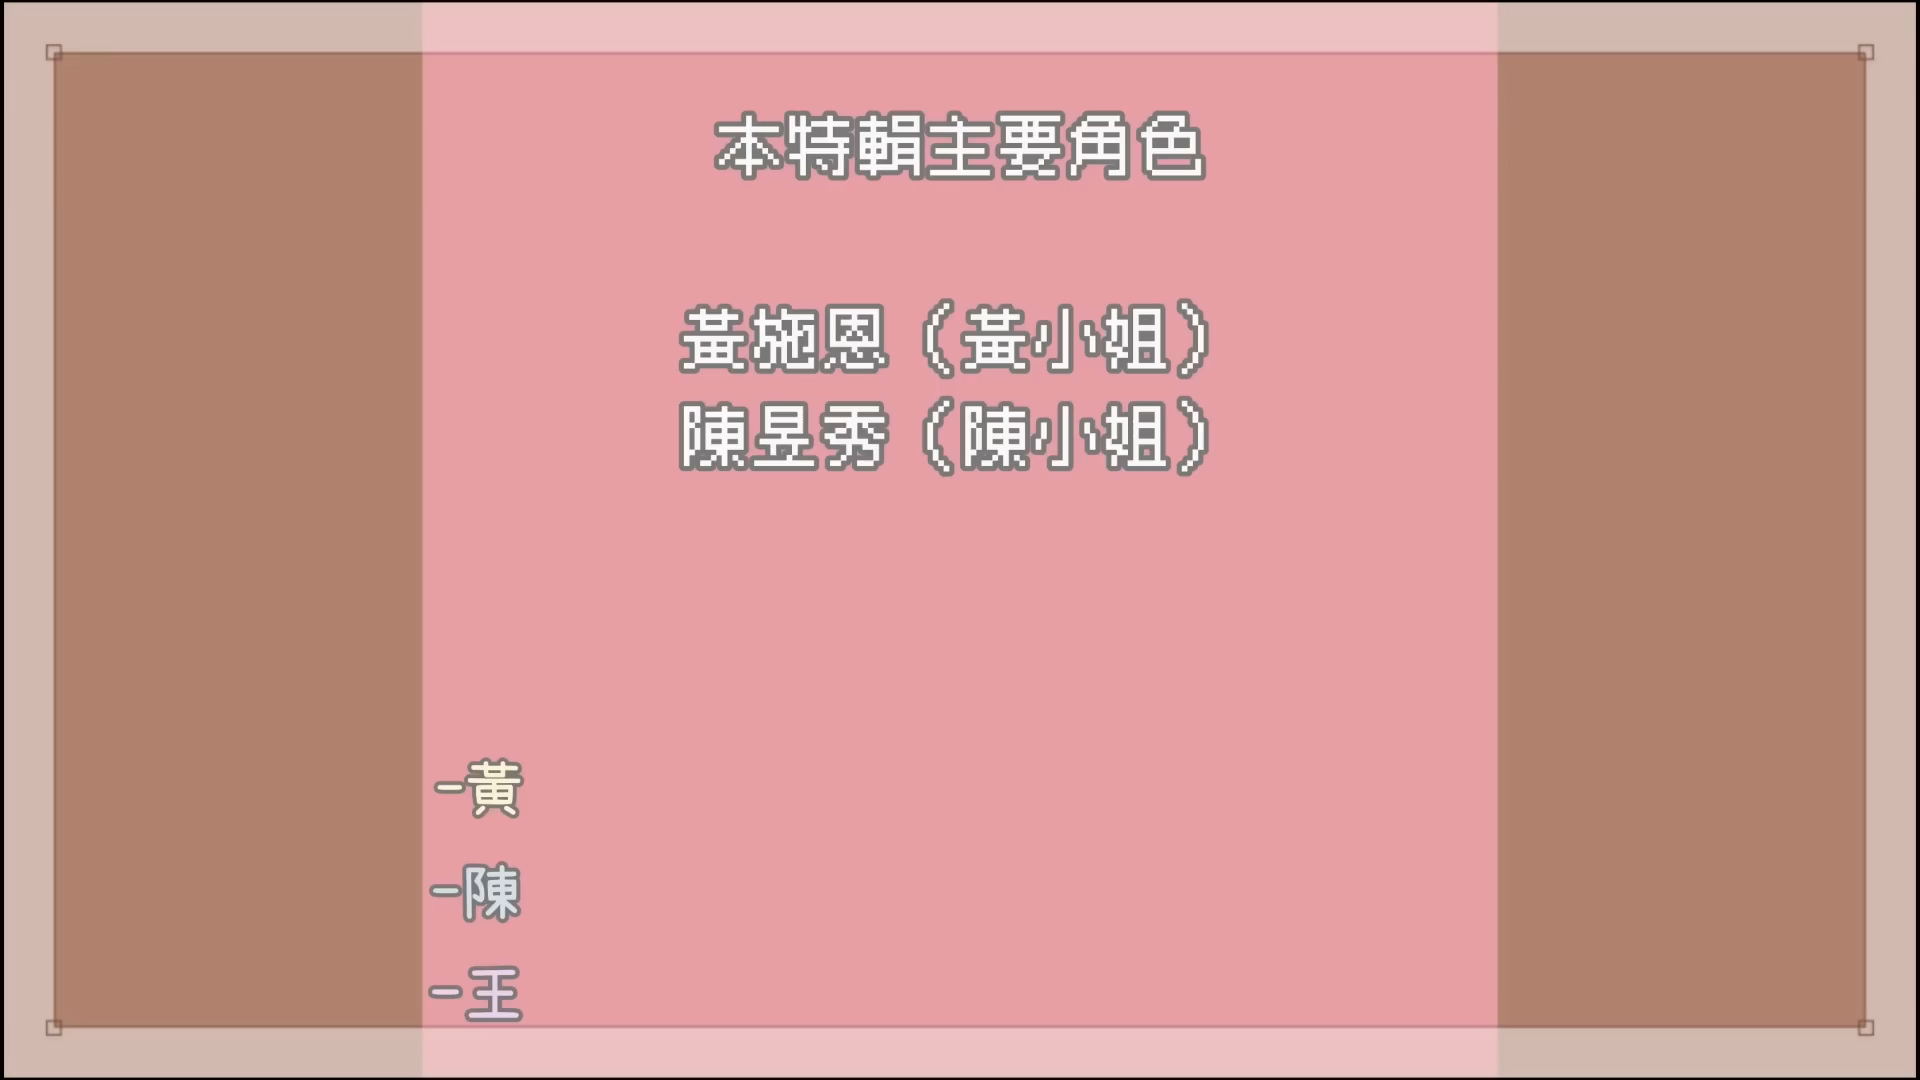 本特輯主要角色
黃施恩（黃小姐）
陳昱秀（陳小姐）
-黃
-陳
-王